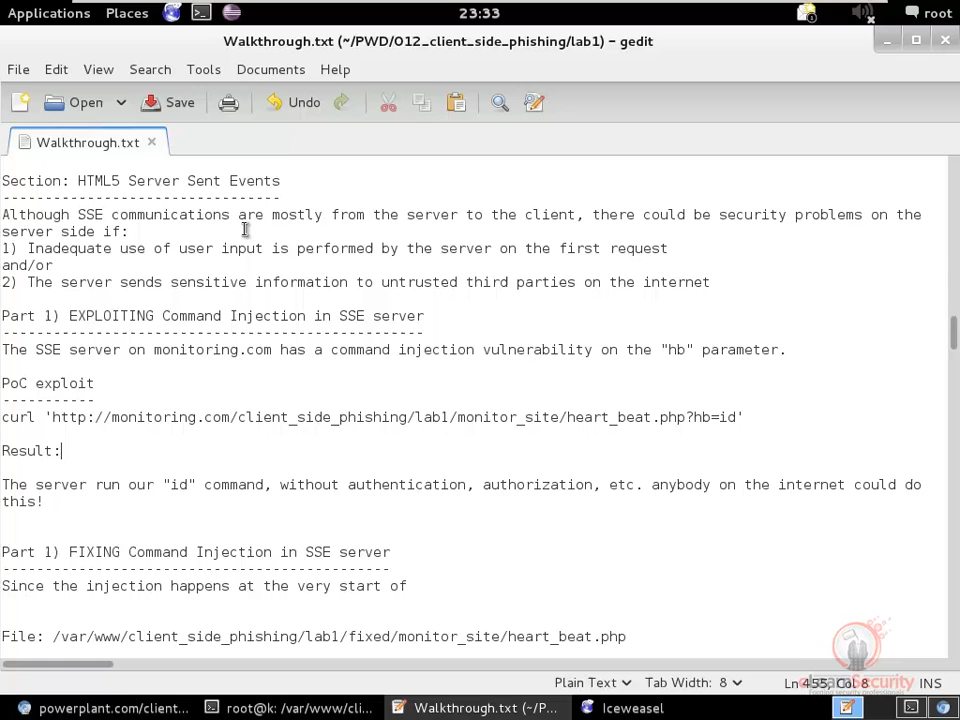 Applications Places 23:33 root
Walkthrough.txt (~/PWD/012_client_side_phishing/lab1) - gedit
File Edit View Search Tools Documents Help
Open Save Undo
Walkthrough.txt
Section: HTML5 Server Sent Events
---------------------------------
Although SSE communications are mostly from the server to the client, there could be security problems on the
server side if:
1) Inadequate use of user input is performed by the server on the first request
and/or
2) The server sends sensitive information to untrusted third parties on the internet
Part 1) EXPLOITING Command Injection in SSE server
--------------------------------------------------
The SSE server on monitoring.com has a command injection vulnerability on the "hb" parameter.
PoC exploit
-----------
curl 'http://monitoring.com/client_side_phishing/lab1/monitor_site/heart_beat.php?hb=id'
Result:
The server run our "id" command, without authentication, authorization, etc. anybody on the internet could do
this!
Part 1) FIXING Command Injection in SSE server
----------------------------------------------
Since the injection happens at the very start of
File: /var/www/client_side_phishing/lab1/fixed/monitor_site/heart_beat.php
eLearnSecurity
Plain Text Tab Width: 8 Ln 455, Col 8 INS
powerplant.com/client... root@k: /var/www/cli... Walkthrough.txt (~/P... Iceweasel